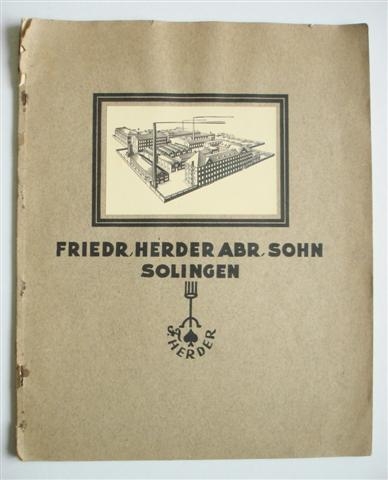 FRIEDR. HERDER ABR. SOHN
SOLINGEN
HERDER